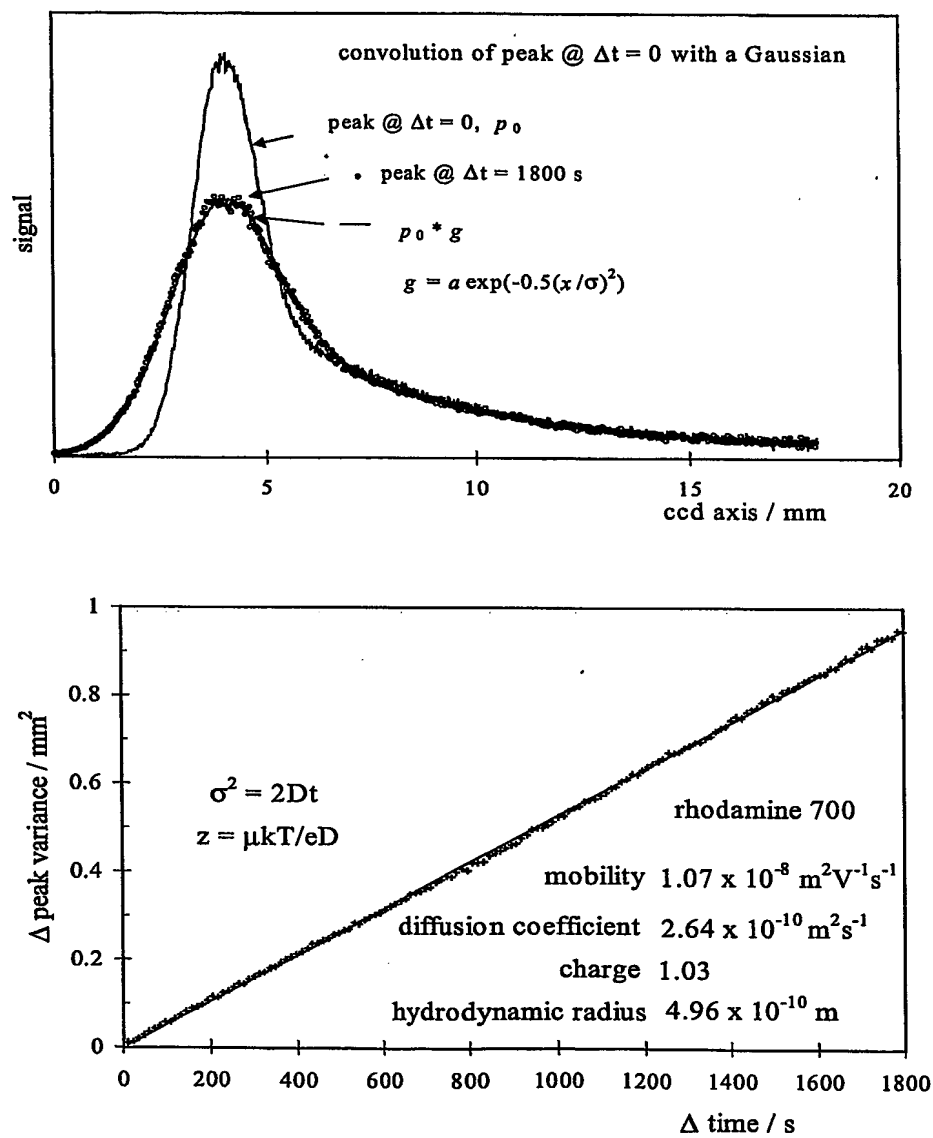 convolution of peak @ Δt = 0 with a Gaussian
peak @ Δt = 0, p₀
• peak @ Δt = 1800 s
— p₀ * g
g = a exp(-0.5(x/σ)²)
signal
0 5 10 15 20
ccd axis / mm
1
0.8
0.6
0.4
0.2
0
Δ peak variance / mm²
σ² = 2Dt
z = μkT/eD
rhodamine 700
mobility 1.07 x 10⁻⁸ m²V⁻¹s⁻¹
diffusion coefficient 2.64 x 10⁻¹⁰ m²s⁻¹
charge 1.03
hydrodynamic radius 4.96 x 10⁻¹⁰ m
0 200 400 600 800 1000 1200 1400 1600 1800
Δ time / s